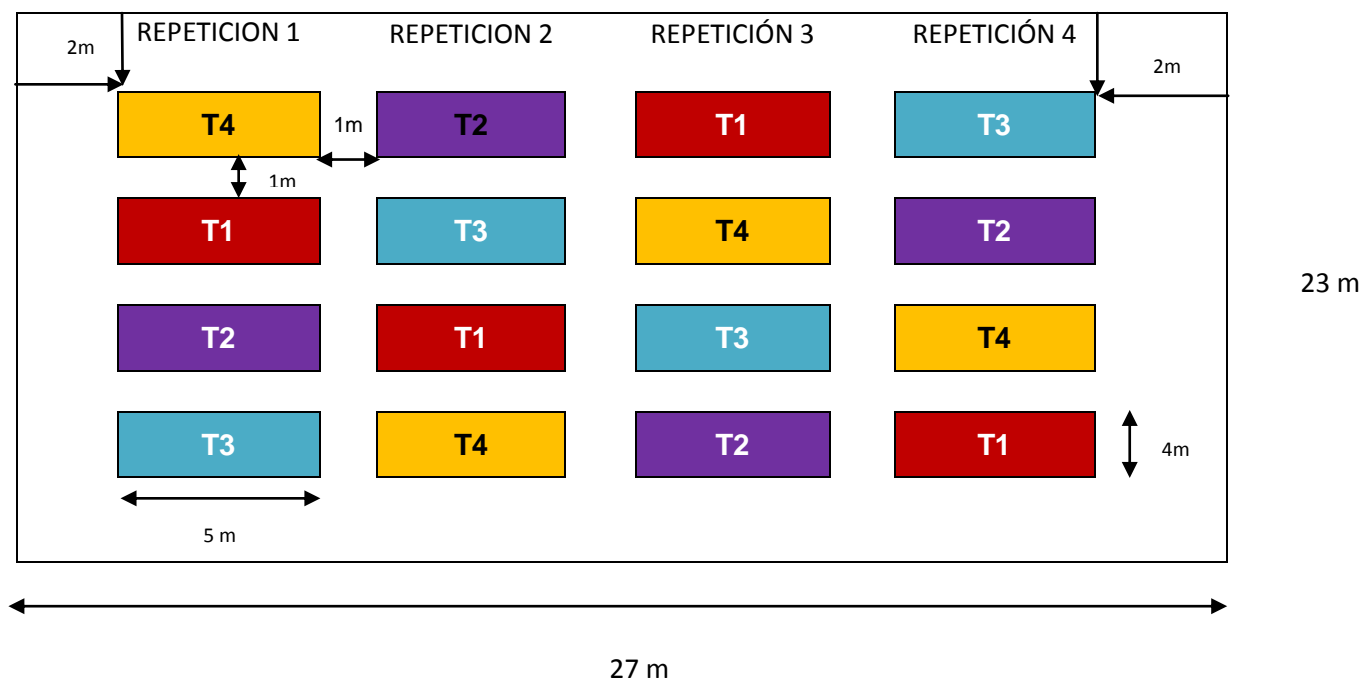 REPETICION 1 REPETICION 2 REPETICIÓN 3 REPETÍCIÓN 4
2m 2m
T4 1m T2 T1 T3
1m
T1 T3 T4 T2
23 m
T2 T1 T3 T4
T3 T4 T2 T1 4m
5 m
27 m